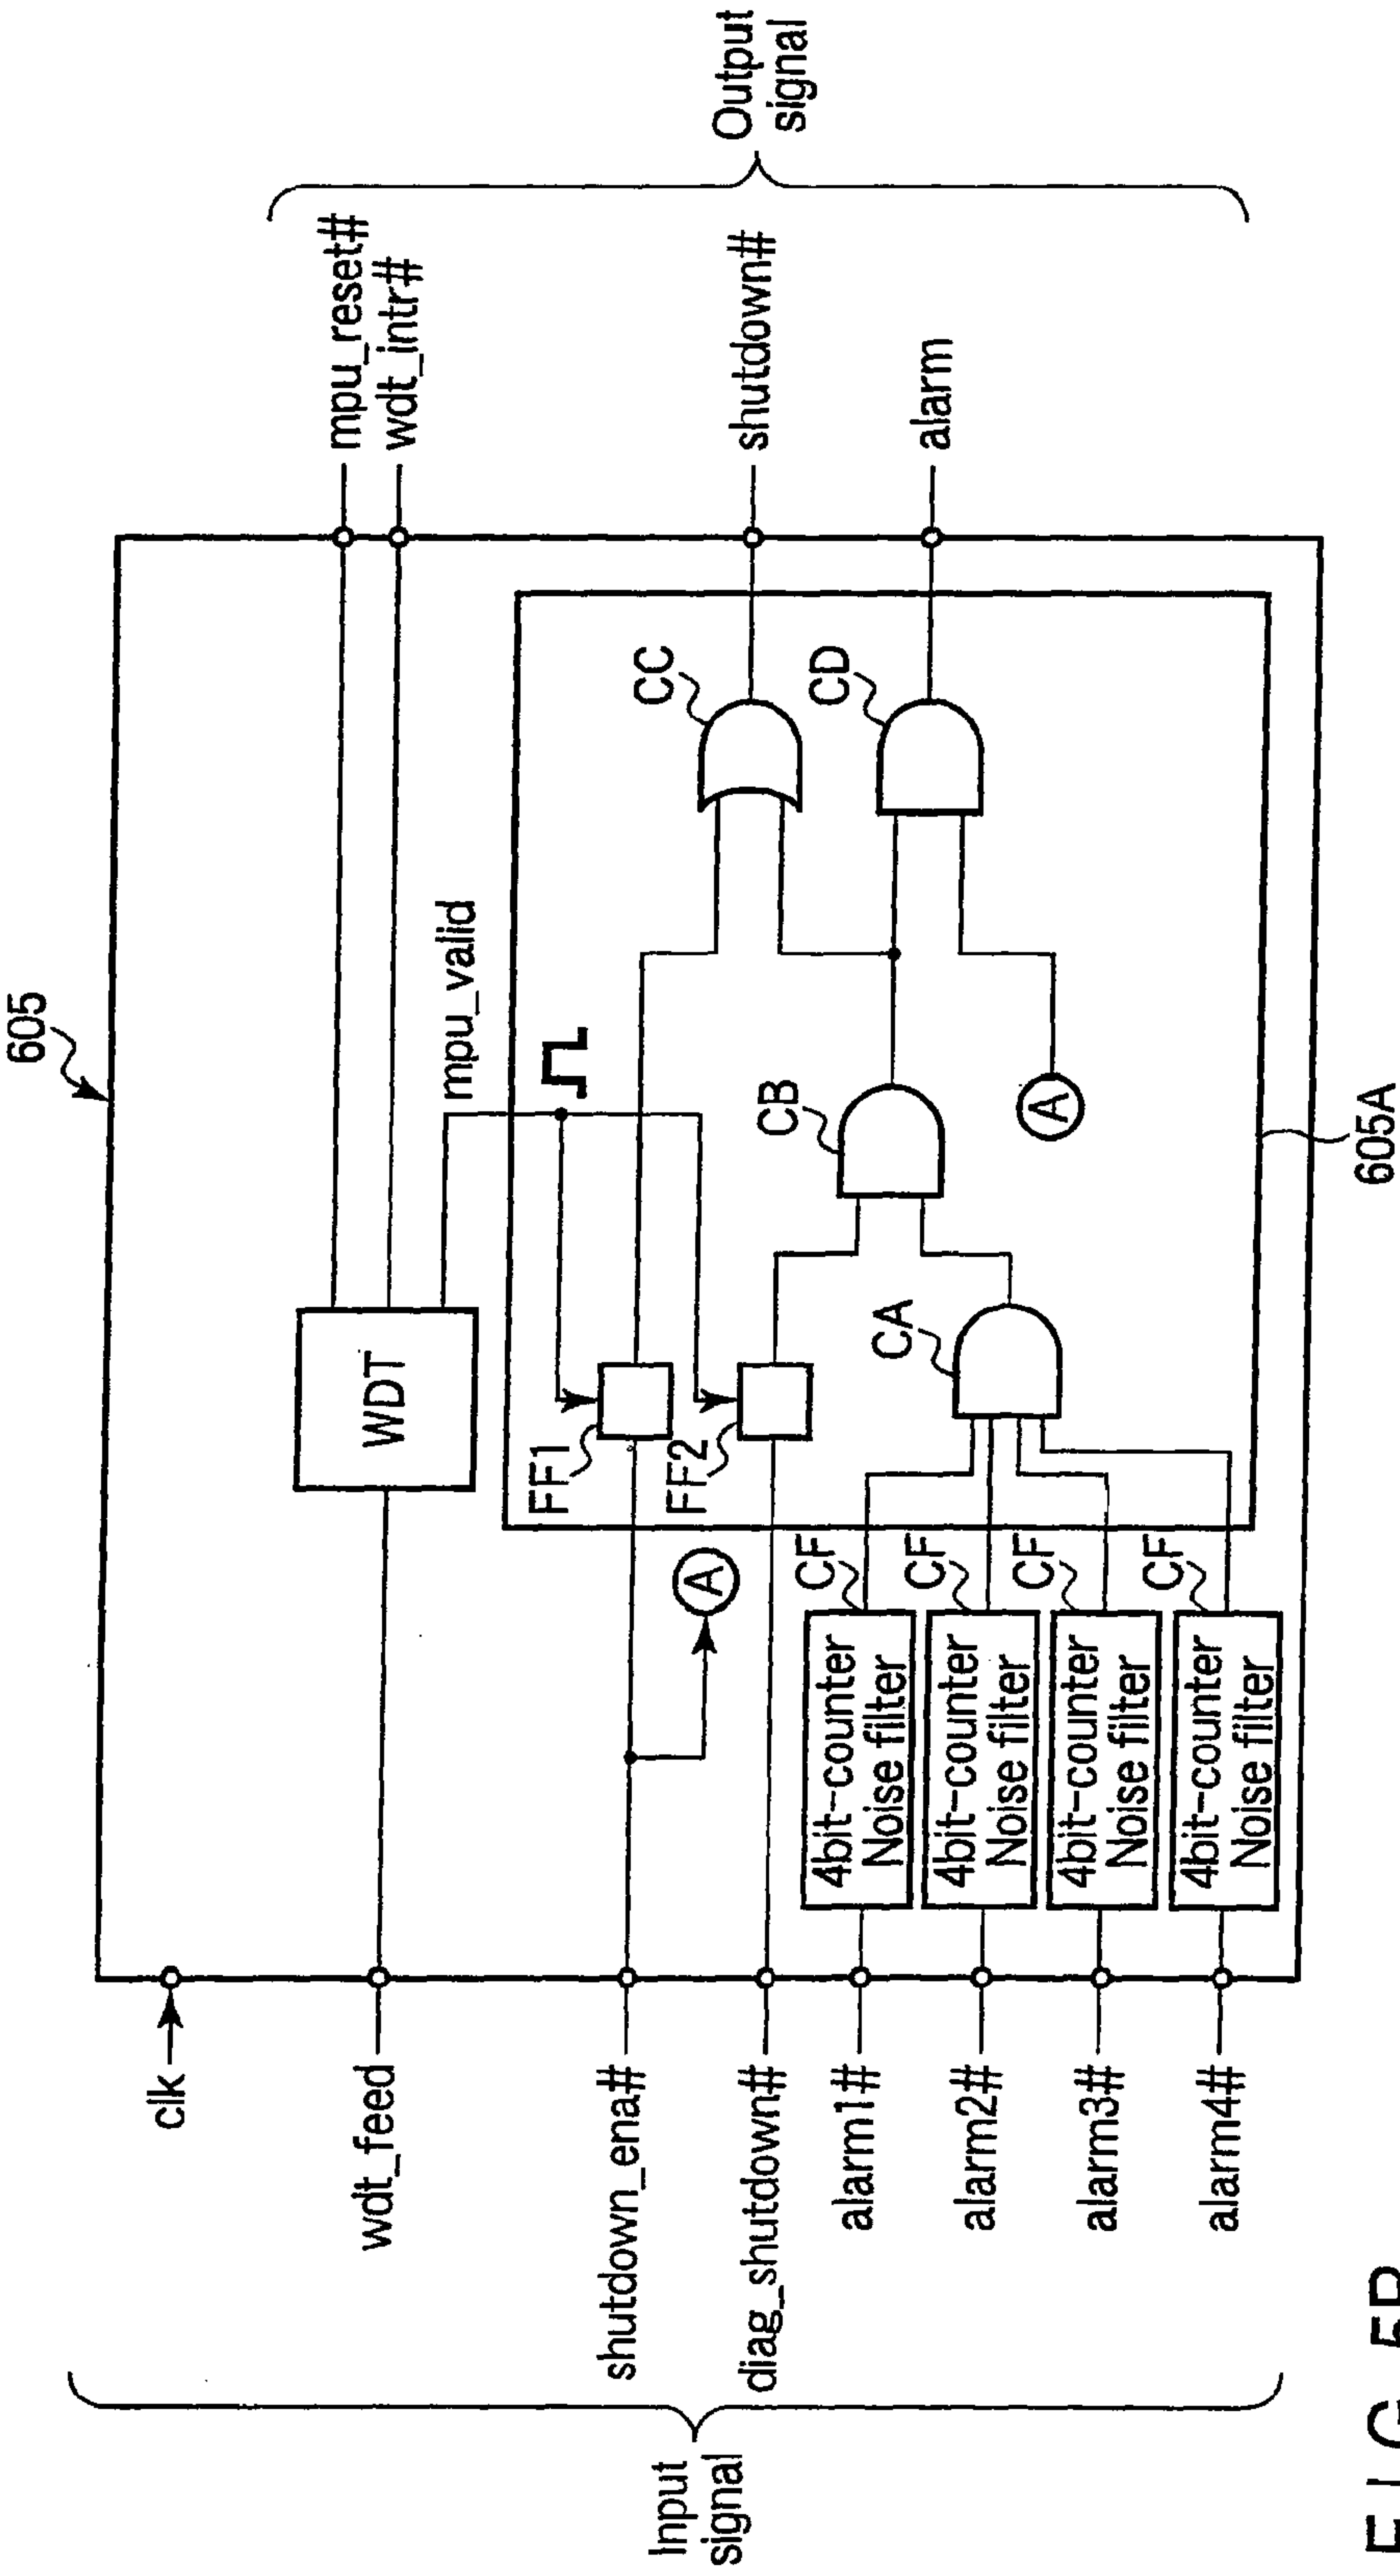 605
clk
wdt_feed
shutdown_ena#
diag_shutdown#
alarm1#
alarm2#
alarm3#
alarm4#
Input
signal
WDT
mpu_valid
FF1
FF2
A
4bit-counter
Noise filter
CF
4bit-counter
Noise filter
CF
4bit-counter
Noise filter
CF
4bit-counter
Noise filter
CF
CA
CB
A
CC
CD
605A
mpu_reset#
wdt_intr#
shutdown#
alarm
Output
signal
FIG. 5B